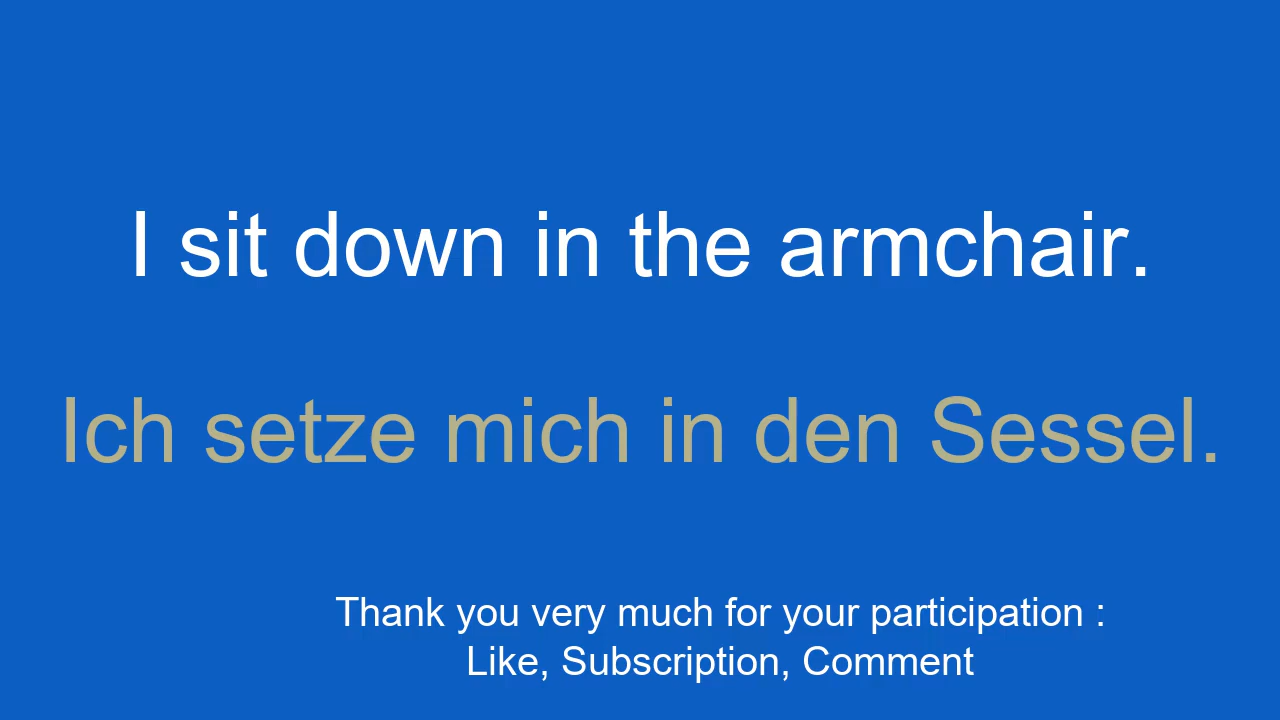 I sit down in the armchair.
Ich setze mich in den Sessel.
Thank you very much for your participation :
Like, Subscription, Comment